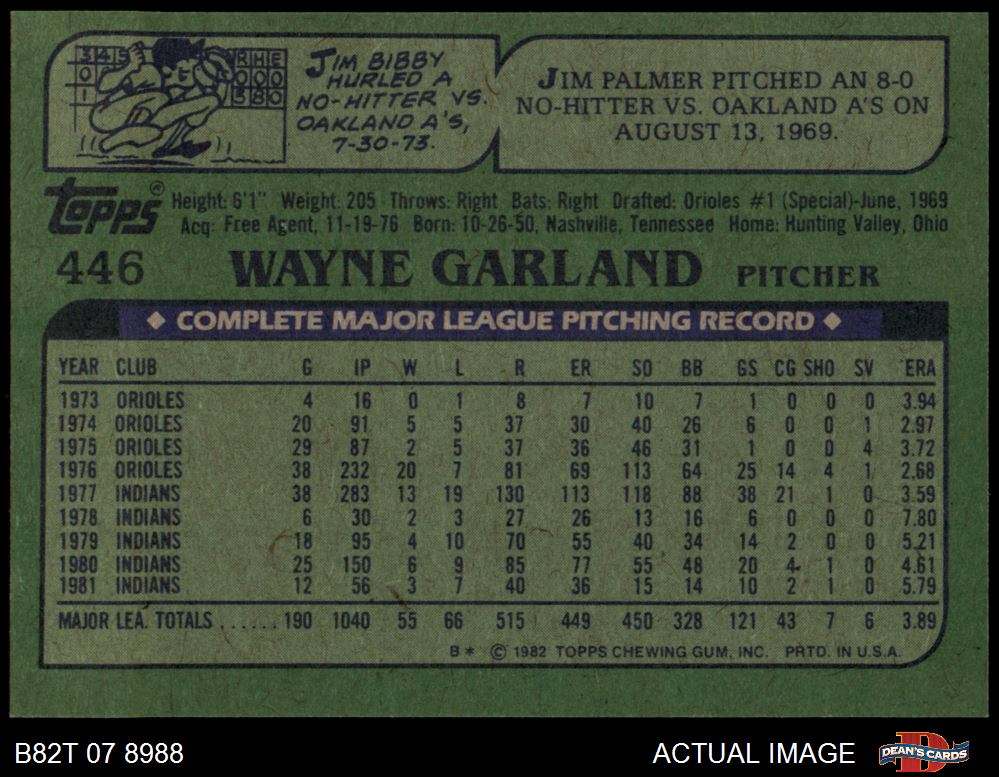 3 4 5
R H E
0
0 0 0
1
3 8 0
JIM BIBBY
HURLED A
NO-HITTER VS.
OAKLAND A'S,
7-30-73.
JIM PALMER PITCHED AN 8-0
NO-HITTER VS. OAKLAND A'S ON
AUGUST 13, 1969.
TOPPS®
Height: 6'1" Weight: 205 Throws: Right Bats: Right Drafted: Orioles #1 (Special)-June, 1969
Acq: Free Agent, 11-19-76 Born: 10-26-50, Nashville, Tennessee Home: Hunting Valley, Ohio
446 WAYNE GARLAND PITCHER
◆ COMPLETE MAJOR LEAGUE PITCHING RECORD ◆
YEAR CLUB G IP W L R ER SO BB GS CG SHO SV ERA
1973 ORIOLES 4 16 0 1 8 7 10 7 1 0 0 0 3.94
1974 ORIOLES 20 91 5 5 37 30 40 26 6 0 0 1 2.97
1975 ORIOLES 29 87 2 5 37 36 46 31 1 0 0 4 3.72
1976 ORIOLES 38 232 20 7 81 69 113 64 25 14 4 1 2.68
1977 INDIANS 38 283 13 19 130 113 118 88 38 21 1 0 3.59
1978 INDIANS 6 30 2 3 27 26 13 16 6 0 0 0 7.80
1979 INDIANS 18 95 4 10 70 55 40 34 14 2 0 0 5.21
1980 INDIANS 25 150 6 9 85 77 55 48 20 4 1 0 4.61
1981 INDIANS 12 56 3 7 40 36 15 14 10 2 1 0 5.79
MAJOR LEA. TOTALS ...... 190 1040 55 66 515 449 450 328 121 43 7 6 3.89
B* © 1982 TOPPS CHEWING GUM, INC. PRTD. IN U.S.A.
B82T 07 8988
ACTUAL IMAGE
DEAN'S CARDS